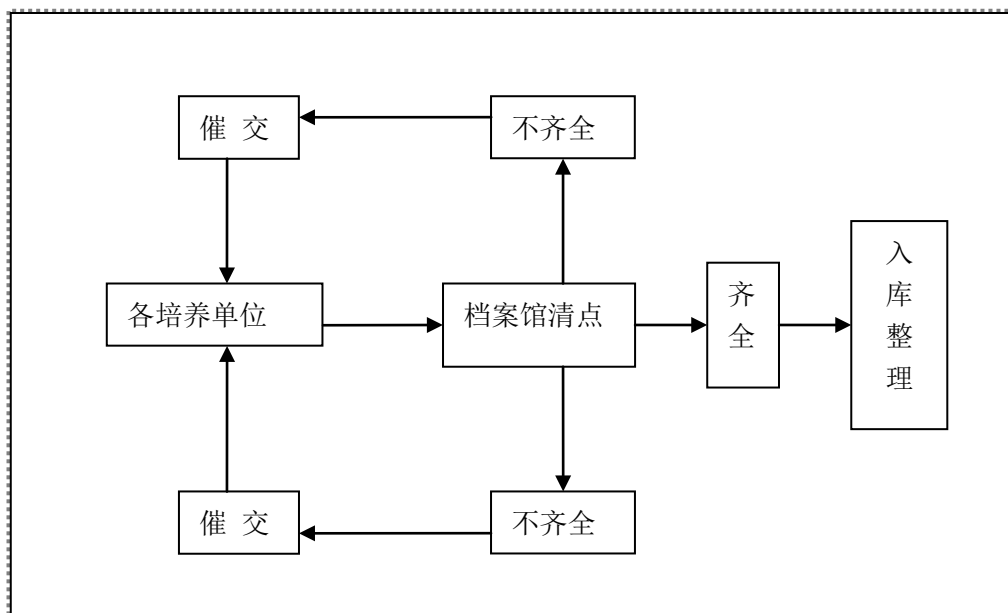 催 交
不齐全
各培养单位
档案馆清点
齐
全
入
库
整
理
催 交
不齐全